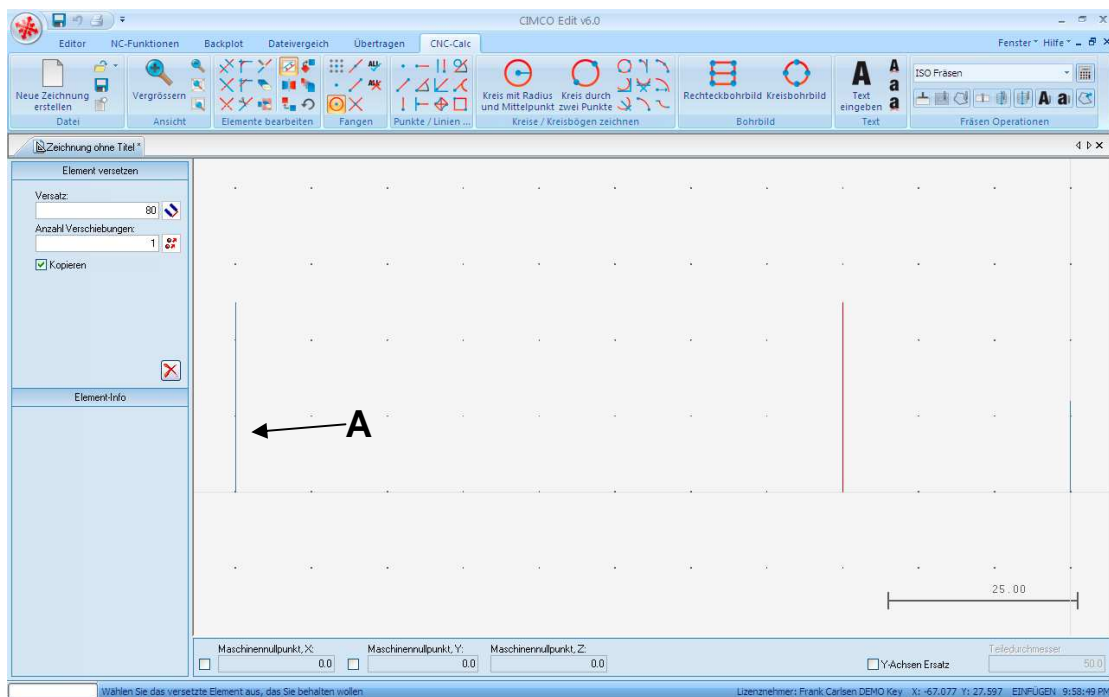 CIMCO Edit v6.0
Editor NC-Funktionen Backplot Dateivergeich Übertragen CNC-Calc Fenster Hilfe
Neue Zeichnung erstellen
Vergrössern
Kreis mit Radius und Mittelpunkt
Kreis durch zwei Punkte
Rechteckbohrbild Kreisbohrbild
Text eingeben
A
A
a
a
ISO Fräsen
A a
Datei Ansicht Elemente bearbeiten Fangen Punkte / Linien ... Kreise / Kreisbögen zeichnen Bohrbild Text Fräsen Operationen
Zeichnung ohne Titel *
Element versetzen
Versatz:
80
Anzahl Verschiebungen:
1
Kopieren
Element-Info
A
25.00
Maschinennullpunkt, X: Maschinennullpunkt, Y: Maschinennullpunkt, Z: Teiledurchmesser
0.0 0.0 0.0 Y-Achsen Ersatz 50.0
Wählen Sie das versetzte Element aus, das Sie behalten wollen Lizenznehmer: Frank Carlsen DEMO Key X: -67.077 Y: 27.597 EINFÜGEN 9:58:49